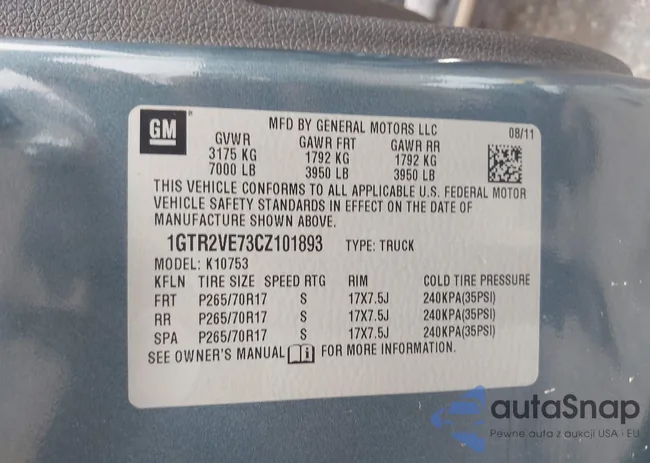 GM
MFD BY GENERAL MOTORS LLC 08/11
GVWR GAWR FRT GAWR RR
3175 KG 1792 KG 1792 KG
7000 LB 3950 LB 3950 LB
THIS VEHICLE CONFORMS TO ALL APPLICABLE U.S. FEDERAL MOTOR
VEHICLE SAFETY STANDARDS IN EFFECT ON THE DATE OF
MANUFACTURE SHOWN ABOVE.
1GTR2VE73CZ101893 TYPE: TRUCK
MODEL: K10753
KFLN TIRE SIZE SPEED RTG RIM COLD TIRE PRESSURE
FRT P265/70R17 S 17X7.5J 240KPA(35PSI)
RR P265/70R17 S 17X7.5J 240KPA(35PSI)
SPA P265/70R17 S 17X7.5J 240KPA(35PSI)
SEE OWNER'S MANUAL FOR MORE INFORMATION.
autaSnap
Pewne auta z aukcji USA - EU